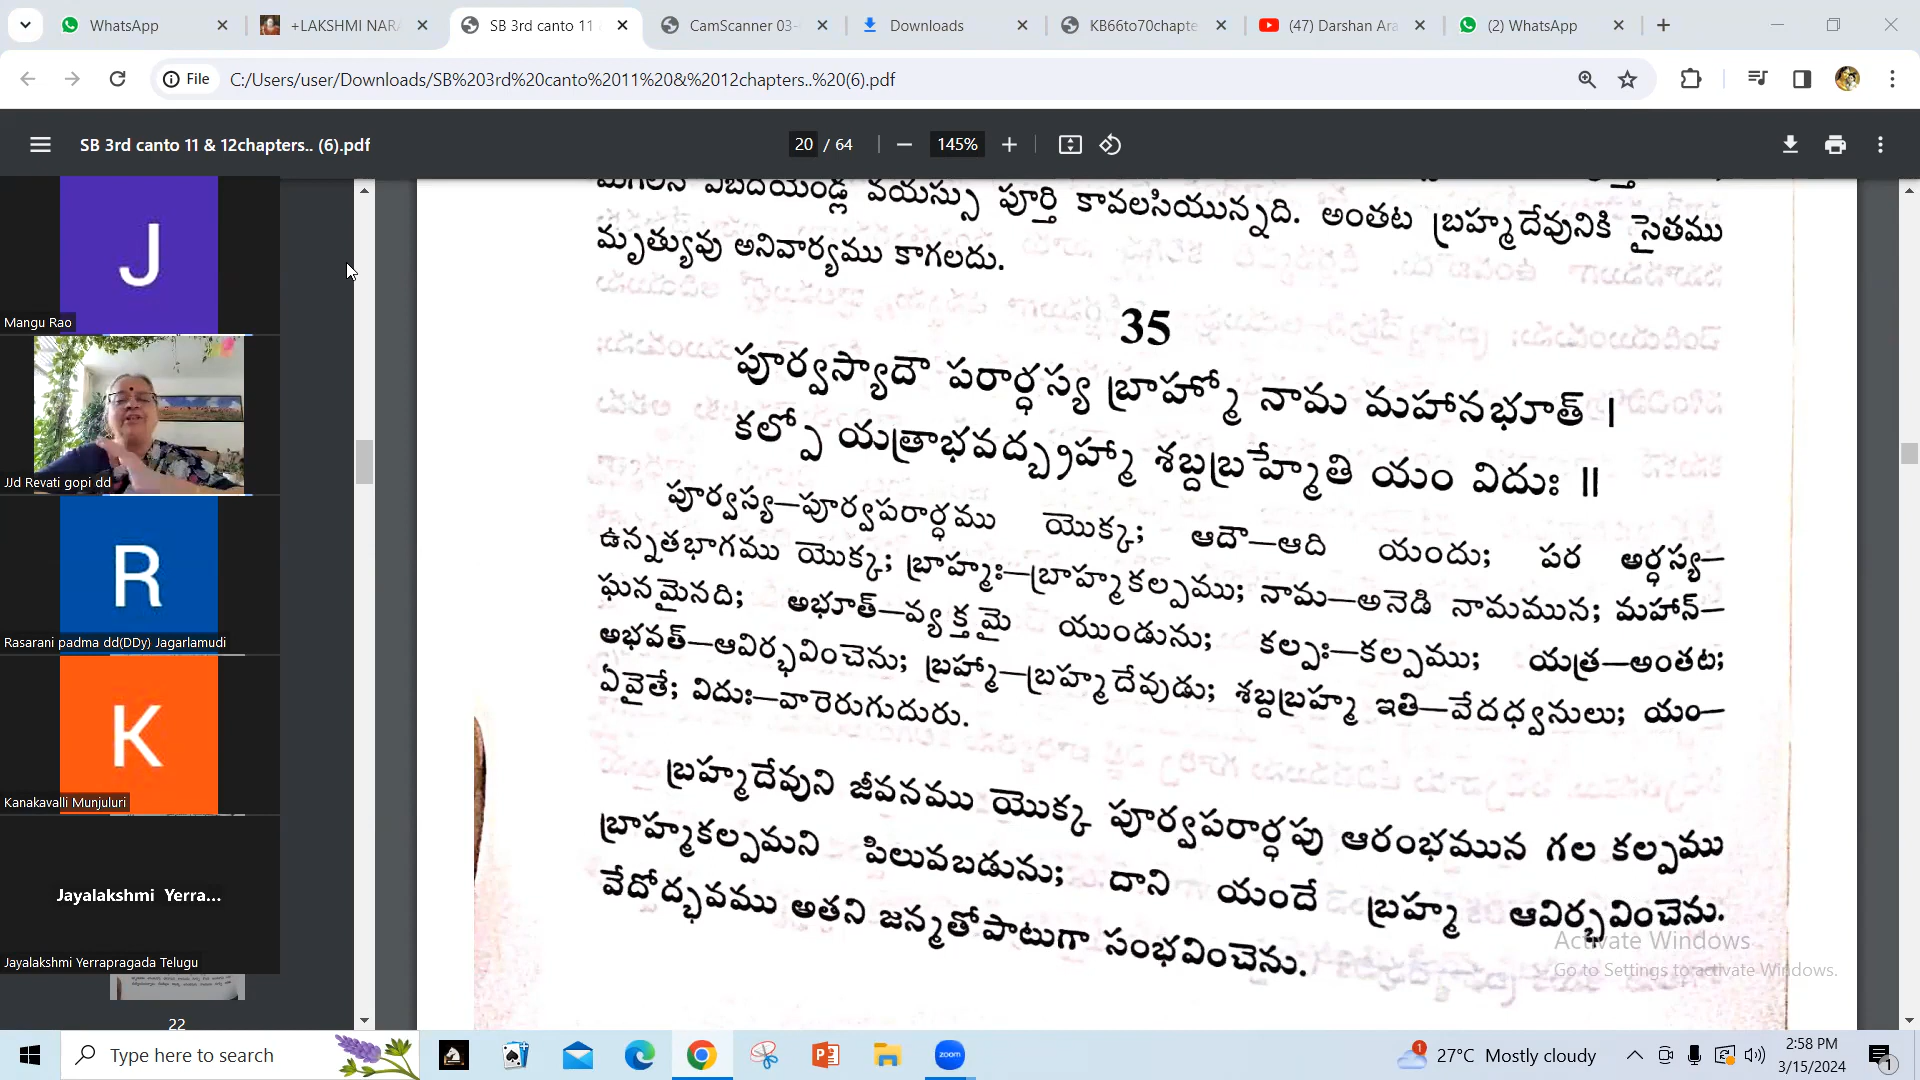 WhatsApp
+LAKSHMI NARA
SB 3rd canto 11
CamScanner 03-
Downloads
KB66to70chapte
(47) Darshan Ara
(2) WhatsApp
File
C:/Users/user/Downloads/SB%203rd%20canto%2011%20&%2012chapters..%20(6).pdf
SB 3rd canto 11 & 12chapters.. (6).pdf
20 / 64
145%
J
Mangu Rao
JJd Revati gopi dd
R
Rasarani padma dd(DDy) Jagarlamudi
K
Kanakavalli Munjuluri
Jayalakshmi Yerra...
Jayalakshmi Yerrapragada Telugu
22
వయస్సు పూర్తి కావలసియున్నది. అంతట బ్రహ్మదేవునికి సైతము
మృత్యువు అనివార్యము కాగలదు.
35
పూర్వస్యాదౌ పరార్ధస్య బ్రాహ్మో నామ మహానభూత్ ।
కల్పో యత్రాభవద్బ్రహ్మా శబ్దబ్రహ్మేతి యం విదుః ॥
పూర్వస్య—పూర్వపరార్ధము యొక్క; ఆదౌ—ఆది యందు; పర అర్ధస్య—
ఉన్నతభాగము యొక్క; బ్రాహ్మః—బ్రాహ్మకల్పము; నామ—అనెడి నామమున; మహాన్—
ఘనమైనది; అభూత్—వ్యక్తమై యుండును; కల్పః—కల్పము; యత్ర—అంతట;
అభవత్—ఆవిర్భవించెను; బ్రహ్మా—బ్రహ్మదేవుడు; శబ్దబ్రహ్మ ఇతి—వేదధ్వనులు; యం—
ఏవైతే; విదుః—వారెరుగుదురు.
బ్రహ్మదేవుని జీవనము యొక్క పూర్వపరార్ధపు ఆరంభమున గల కల్పము
బ్రాహ్మకల్పమని పిలువబడును; దాని యందే బ్రహ్మ ఆవిర్భవించెను.
వేదోద్భవము అతని జన్మతోపాటుగా సంభవించెను.
Activate Windows
Go to Settings to activate Windows.
Type here to search
zoom
1
27°C Mostly cloudy
2:58 PM
3/15/2024
1